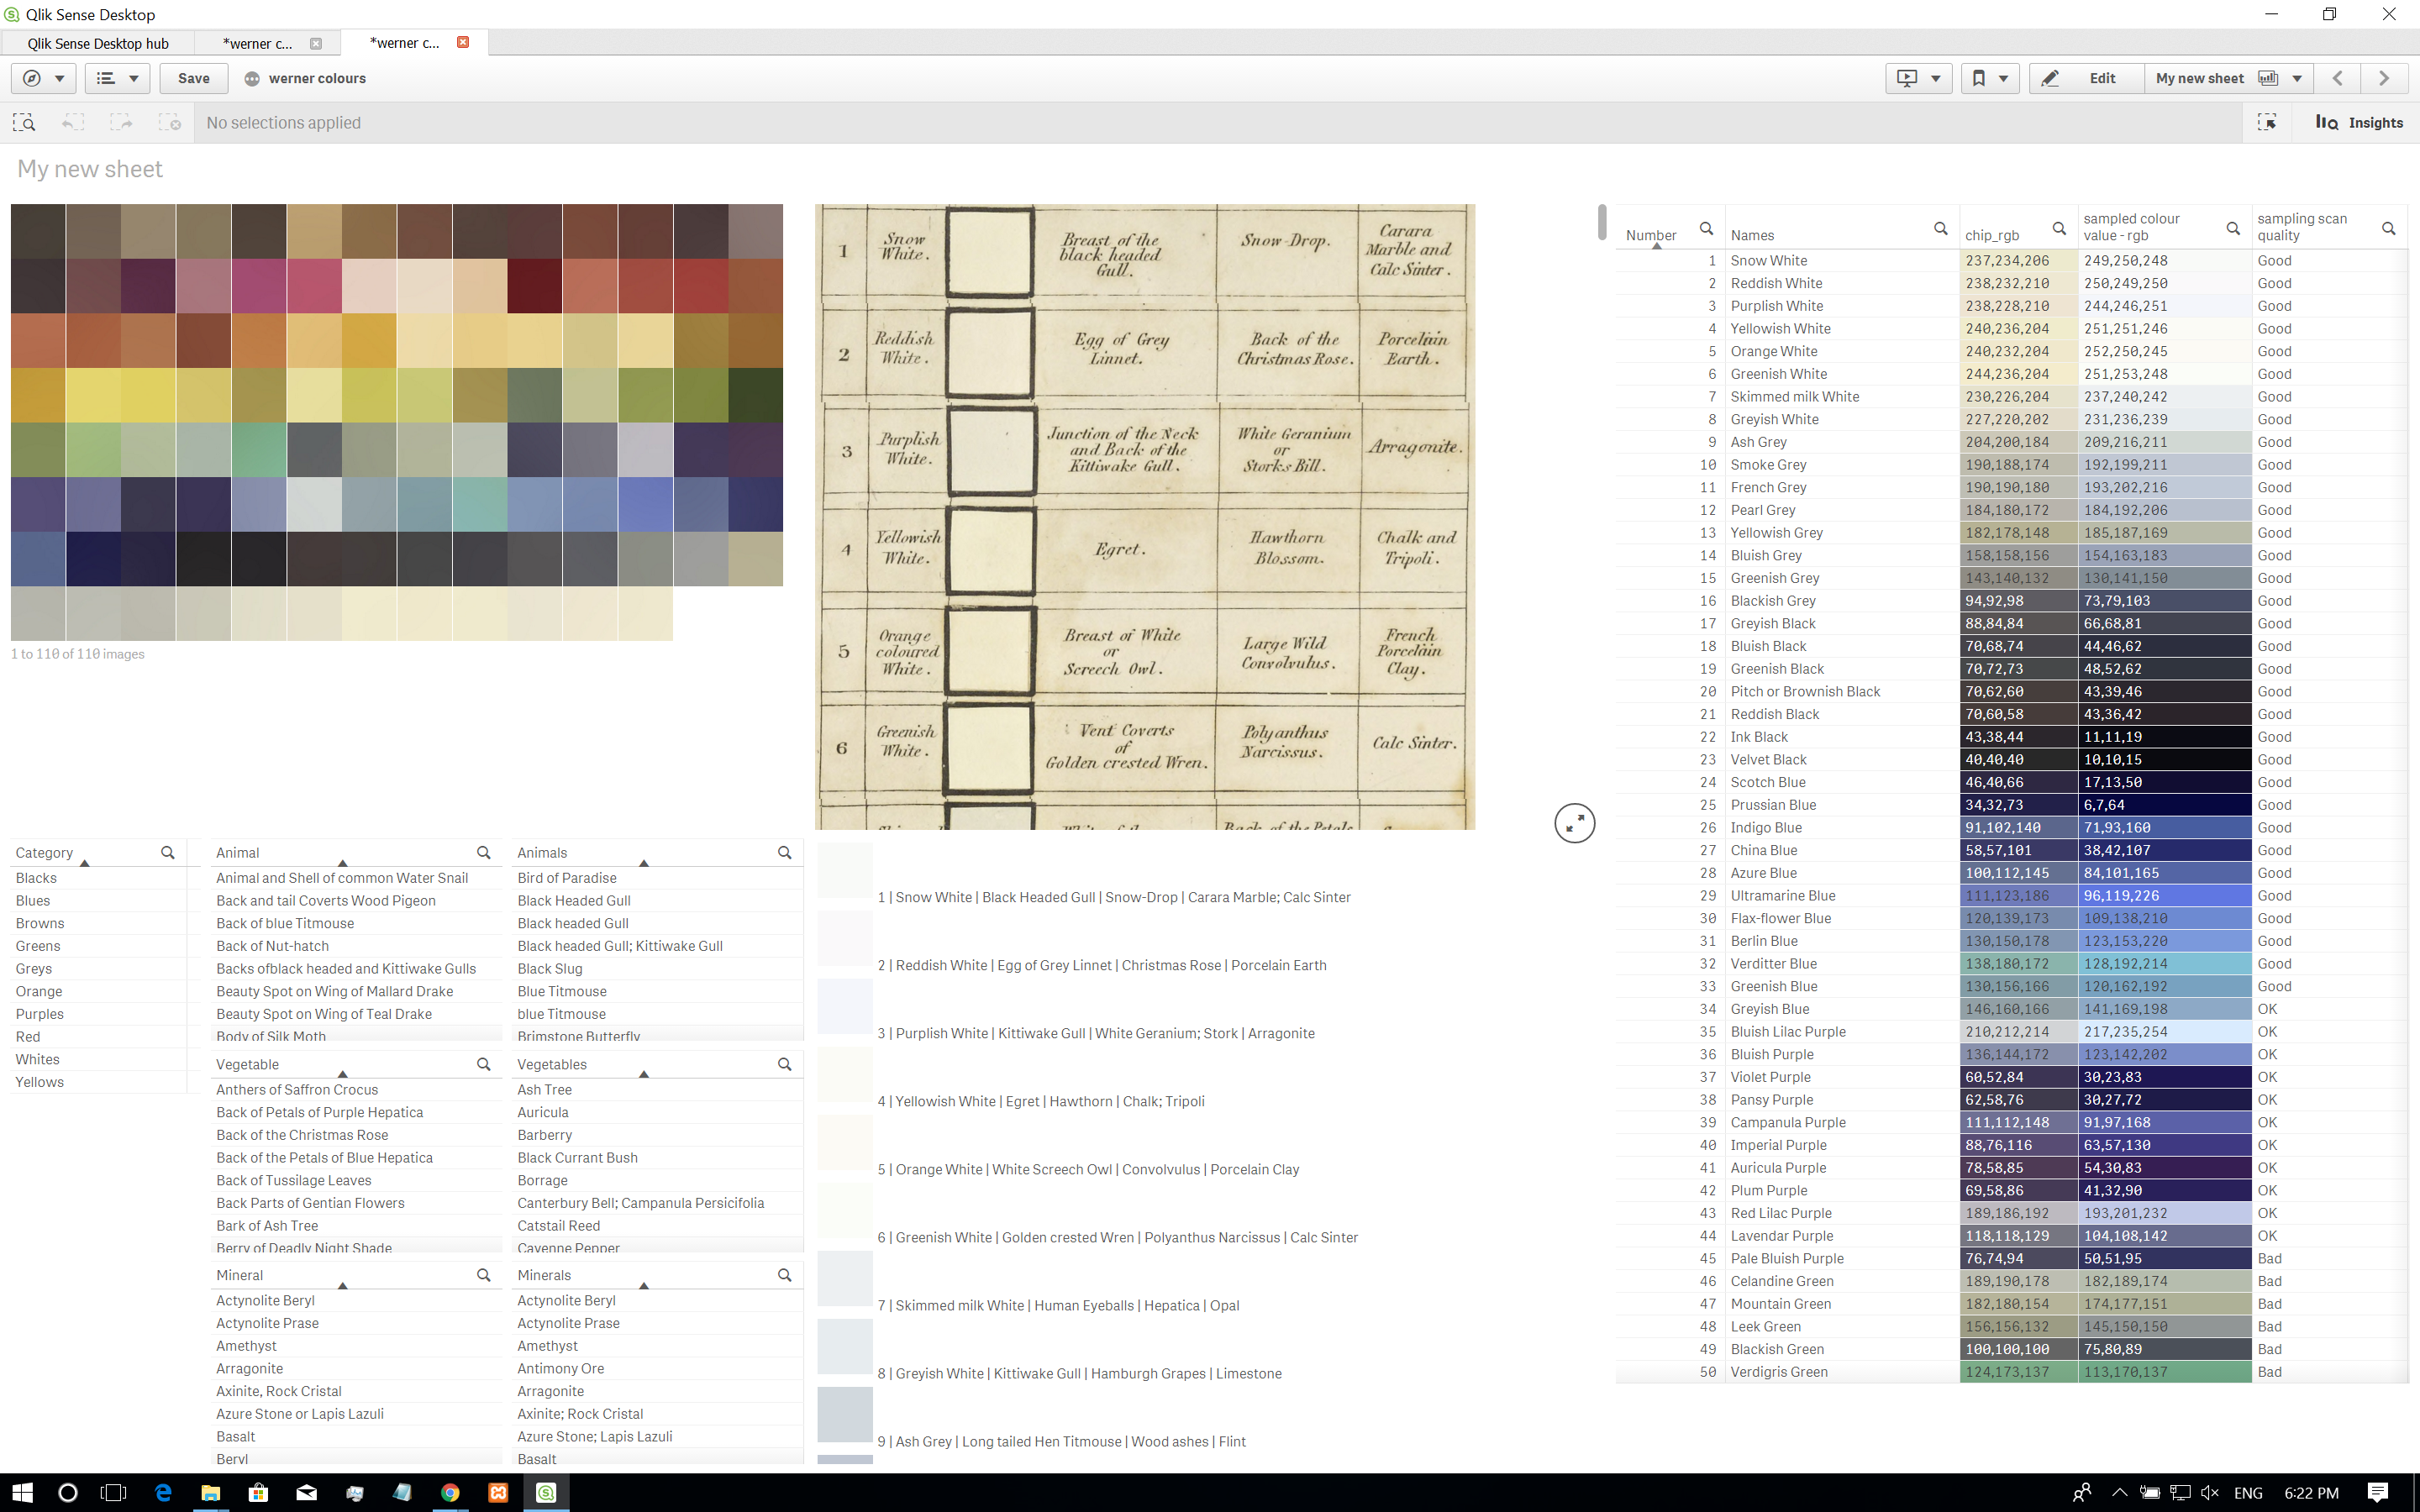 Qlik Sense Desktop
Qlik Sense Desktop hub
*werner c...
*werner c...
Save
werner colours
Edit
My new sheet
No selections applied
Insights
My new sheet
1 to 110 of 110 images
1
Snow White.
Breast of the black headed Gull.
Snow-Drop.
Carara Marble and Calc Sinter.
2
Reddish White.
Egg of Grey Linnet.
Back of the Christmas Rose.
Porcelain Earth.
3
Purplish White.
Junction of the Neck and Back of the Kittiwake Gull.
White Geranium or Storks Bill.
Arragonite.
4
Yellowish White.
Egret.
Hawthorn Blossom.
Chalk and Tripoli.
5
Orange coloured White.
Breast of White or Screech Owl.
Large Wild Convolvulus.
French Porcelain Clay.
6
Greenish White.
Vent Coverts of Golden crested Wren.
Polyanthus Narcissus.
Calc Sinter.
Back of the Petals
Number Names chip_rgb sampled colour value - rgb sampling scan quality
1 Snow White 237,234,206 249,250,248 Good
2 Reddish White 238,232,210 250,249,250 Good
3 Purplish White 238,228,210 244,246,251 Good
4 Yellowish White 240,236,204 251,251,246 Good
5 Orange White 240,232,204 252,250,245 Good
6 Greenish White 244,236,204 251,253,248 Good
7 Skimmed milk White 230,226,204 237,240,242 Good
8 Greyish White 227,220,202 231,236,239 Good
9 Ash Grey 204,200,184 209,216,211 Good
10 Smoke Grey 190,188,174 192,199,211 Good
11 French Grey 190,190,180 193,202,216 Good
12 Pearl Grey 184,180,172 184,192,206 Good
13 Yellowish Grey 182,178,148 185,187,169 Good
14 Bluish Grey 158,158,156 154,163,183 Good
15 Greenish Grey 143,140,132 130,141,150 Good
16 Blackish Grey 94,92,98 73,79,103 Good
17 Greyish Black 88,84,84 66,68,81 Good
18 Bluish Black 70,68,74 44,46,62 Good
19 Greenish Black 70,72,73 48,52,62 Good
20 Pitch or Brownish Black 70,62,60 43,39,46 Good
21 Reddish Black 70,60,58 43,36,42 Good
22 Ink Black 43,38,44 11,11,19 Good
23 Velvet Black 40,40,40 10,10,15 Good
24 Scotch Blue 46,40,66 17,13,50 Good
25 Prussian Blue 34,32,73 6,7,64 Good
26 Indigo Blue 91,102,140 71,93,160 Good
27 China Blue 58,57,101 38,42,107 Good
28 Azure Blue 100,112,145 84,101,165 Good
29 Ultramarine Blue 111,123,186 96,119,226 Good
30 Flax-flower Blue 120,139,173 109,138,210 Good
31 Berlin Blue 130,150,178 123,153,220 Good
32 Verditter Blue 138,180,172 128,192,214 Good
33 Greenish Blue 130,156,166 120,162,192 Good
34 Greyish Blue 146,160,166 141,169,198 OK
35 Bluish Lilac Purple 210,212,214 217,235,254 OK
36 Bluish Purple 136,144,172 123,142,202 OK
37 Violet Purple 60,52,84 30,23,83 OK
38 Pansy Purple 62,58,76 30,27,72 OK
39 Campanula Purple 111,112,148 91,97,168 OK
40 Imperial Purple 88,76,116 63,57,130 OK
41 Auricula Purple 78,58,85 54,30,83 OK
42 Plum Purple 69,58,86 41,32,90 OK
43 Red Lilac Purple 189,186,192 193,201,232 OK
44 Lavendar Purple 118,118,129 104,108,142 OK
45 Pale Bluish Purple 76,74,94 50,51,95 Bad
46 Celandine Green 189,190,178 182,189,174 Bad
47 Mountain Green 182,180,154 174,177,151 Bad
48 Leek Green 156,156,132 145,150,150 Bad
49 Blackish Green 100,100,100 75,80,89 Bad
50 Verdigris Green 124,173,137 113,170,137 Bad
Category
Blacks
Blues
Browns
Greens
Greys
Orange
Purples
Red
Whites
Yellows
Animal
Animal and Shell of common Water Snail
Back and tail Coverts Wood Pigeon
Back of blue Titmouse
Back of Nut-hatch
Backs ofblack headed and Kittiwake Gulls
Beauty Spot on Wing of Mallard Drake
Beauty Spot on Wing of Teal Drake
Body of Silk Moth
Animals
Bird of Paradise
Black Headed Gull
Black headed Gull
Black headed Gull; Kittiwake Gull
Black Slug
Blue Titmouse
blue Titmouse
Brimstone Butterfly
Vegetable
Anthers of Saffron Crocus
Back of Petals of Purple Hepatica
Back of the Christmas Rose
Back of the Petals of Blue Hepatica
Back of Tussilage Leaves
Back Parts of Gentian Flowers
Bark of Ash Tree
Berry of Deadly Night Shade
Vegetables
Ash Tree
Auricula
Barberry
Black Currant Bush
Borrage
Canterbury Bell; Campanula Persicifolia
Catstail Reed
Cayenne Pepper
Mineral
Actynolite Beryl
Actynolite Prase
Amethyst
Arragonite
Axinite, Rock Cristal
Azure Stone or Lapis Lazuli
Basalt
Beryl
Minerals
Actynolite Beryl
Actynolite Prase
Amethyst
Antimony Ore
Arragonite
Axinite; Rock Cristal
Azure Stone; Lapis Lazuli
Basalt
1 | Snow White | Black Headed Gull | Snow-Drop | Carara Marble; Calc Sinter
2 | Reddish White | Egg of Grey Linnet | Christmas Rose | Porcelain Earth
3 | Purplish White | Kittiwake Gull | White Geranium; Stork | Arragonite
4 | Yellowish White | Egret | Hawthorn | Chalk; Tripoli
5 | Orange White | White Screech Owl | Convolvulus | Porcelain Clay
6 | Greenish White | Golden crested Wren | Polyanthus Narcissus | Calc Sinter
7 | Skimmed milk White | Human Eyeballs | Hepatica | Opal
8 | Greyish White | Kittiwake Gull | Hamburgh Grapes | Limestone
9 | Ash Grey | Long tailed Hen Titmouse | Wood ashes | Flint
ENG
6:22 PM